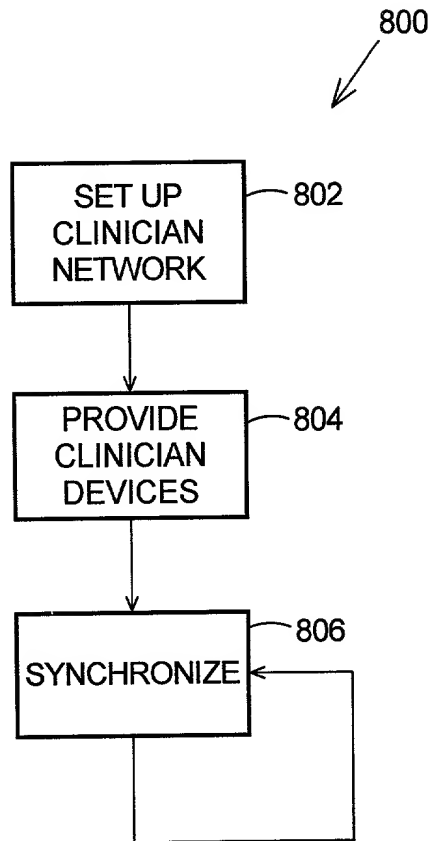 800
SET UP
CLINICIAN
NETWORK
802
PROVIDE
CLINICIAN
DEVICES
804
SYNCHRONIZE
806